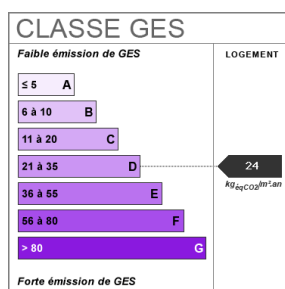 CLASSE GES
Faible émission de GES
LOGEMENT
≤ 5 A
6 à 10 B
11 à 20 C
21 à 35 D
24
kgéqCO2/m².an
36 à 55 E
56 à 80 F
> 80 G
Forte émission de GES